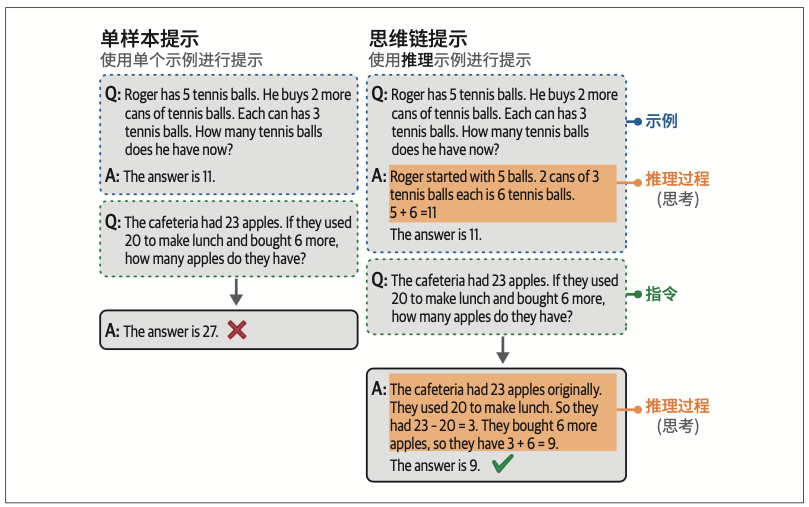 单样本提示
使用单个示例进行提示
Q: Roger has 5 tennis balls. He buys 2 more
cans of tennis balls. Each can has 3
tennis balls. How many tennis balls
does he have now?
A: The answer is 11.
Q: The cafeteria had 23 apples. If they used
20 to make lunch and bought 6 more,
how many apples do they have?
A: The answer is 27.
思维链提示
使用推理示例进行提示
Q: Roger has 5 tennis balls. He buys 2 more
cans of tennis balls. Each can has 3
tennis balls. How many tennis balls
does he have now?
示例
A: Roger started with 5 balls. 2 cans of 3
tennis balls each is 6 tennis balls.
5 + 6 =11
The answer is 11.
推理过程
(思考)
Q: The cafeteria had 23 apples. If they used
20 to make lunch and bought 6 more,
how many apples do they have?
指令
A: The cafeteria had 23 apples originally.
They used 20 to make lunch. So they
had 23 – 20 = 3. They bought 6 more
apples, so they have 3 + 6 = 9.
The answer is 9.
推理过程
(思考)